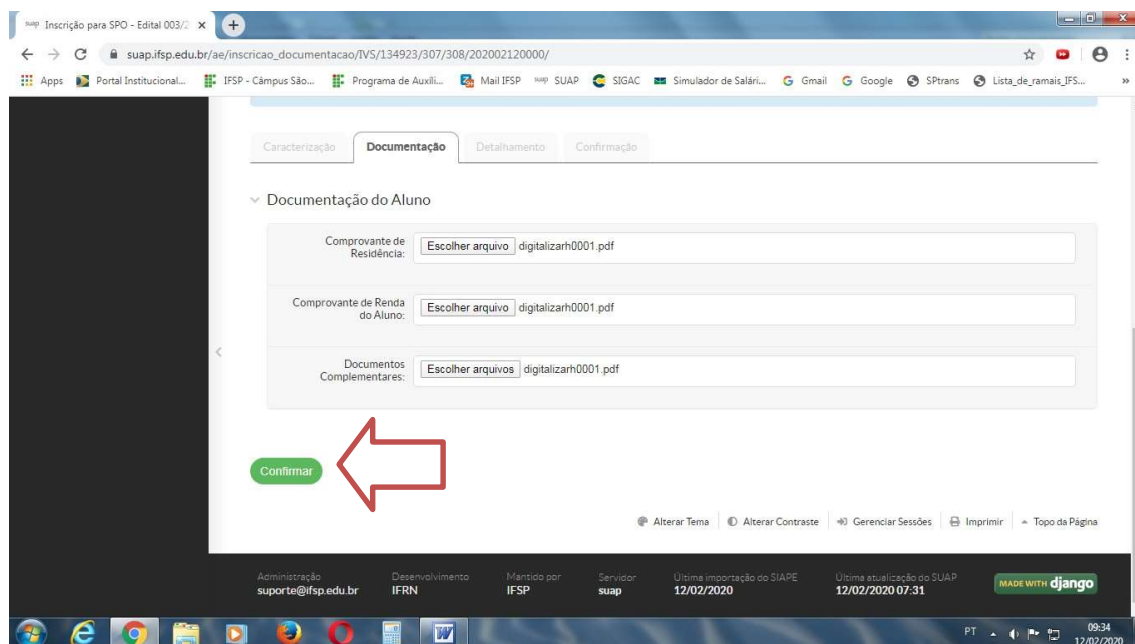 suap Inscrição para SPO - Edital 003/2
suap.ifsp.edu.br/ae/inscricao_documentacao/IVS/134923/307/308/202002120000/
Apps Portal Institucional... IFSP - Câmpus São... Programa de Auxíli... Mail IFSP suap SUAP SIGAC Simulador de Salári... Gmail Google SPtrans Lista_de_ramais_IFS... »
Caracterização Documentação Detalhamento Confirmação
Documentação do Aluno
Comprovante de Residência:
Escolher arquivo digitalizarh0001.pdf
Comprovante de Renda do Aluno:
Escolher arquivo digitalizarh0001.pdf
Documentos Complementares:
Escolher arquivos digitalizarh0001.pdf
Confirmar
Alterar Tema Alterar Contraste Gerenciar Sessões Imprimir Topo da Página
Administração Desenvolvimento Mantido por Servidor Última importação do SIAPE Última atualização do SUAP
suporte@ifsp.edu.br IFRN IFSP suap 12/02/2020 12/02/2020 07:31
MADE WITH django
PT 09:34
12/02/2020